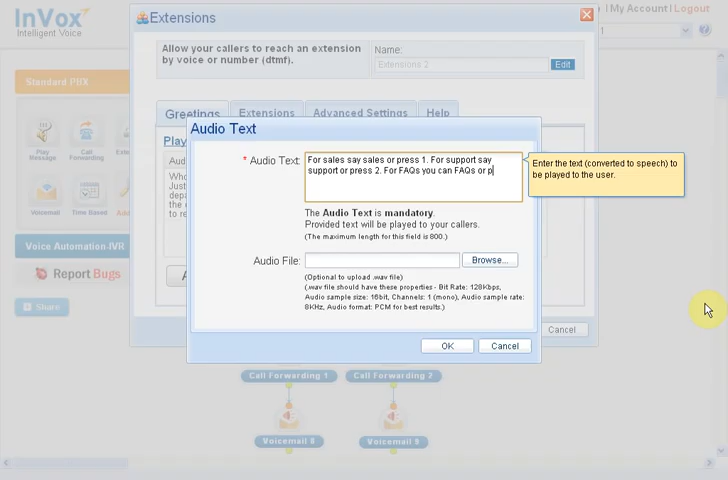 InVox
Intelligent Voice
My Account | Logout
Extensions
Allow your callers to reach an extension
by voice or number (dtmf).
Name:
Extensions 2
Edit
1
Standard PBX
Play
Message
Call
Forwarding
Voicemail
Time Based
Voice Automation-IVR
Report Bugs
Share
Greetings
Extensions
Advanced Settings
Help
Audio Text
* Audio Text:
For sales say sales or press 1. For support say
support or press 2. For FAQs you can FAQs or p
Enter the text (converted to speech) to
be played to the user.
The Audio Text is mandatory.
Provided text will be played to your callers.
(The maximum length for this field is 800.)
Audio File:
Browse...
(Optional to upload .wav file)
(.wav file should have these properties - Bit Rate: 128Kbps,
Audio sample size: 16bit, Channels: 1 (mono), Audio sample rate:
8KHz, Audio format: PCM for best results.)
OK
Cancel
Cancel
Call Forwarding 1
Call Forwarding 2
Voicemail 8
Voicemail 9